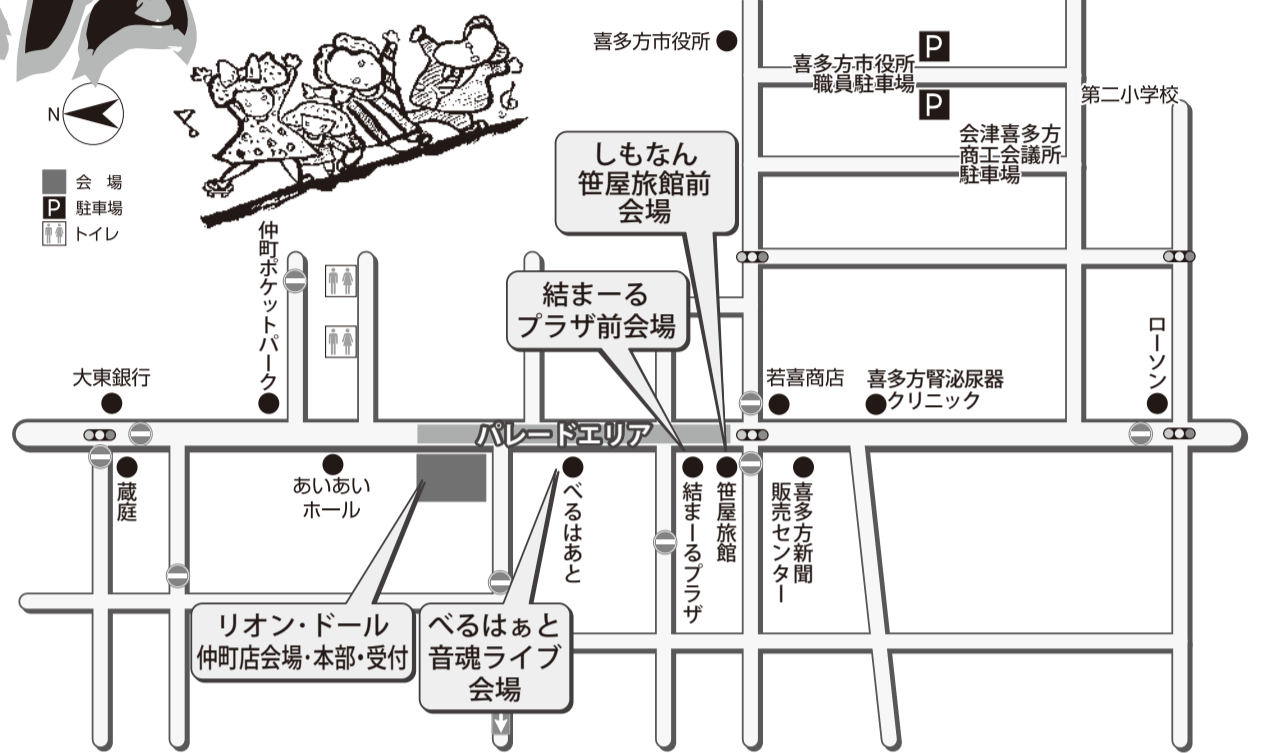 喜多方市役所
P
喜多方市役所
職員駐車場
P
第二小学校
会津喜多方
商工会議所
駐車場
N
会 場
P 駐車場
トイレ
しもなん
笹屋旅館前
会場
結まーる
プラザ前会場
仲町ポケットパーク
大東銀行
若喜商店
喜多方腎泌尿器
クリニック
ローソン
パレードエリア
蔵庭
あいあい
ホール
べるはあと
結まーるプラザ
笹屋旅館
喜多方新聞
販売センター
リオン・ドール
仲町店会場・本部・受付
べるはぁと
音魂ライブ
会場